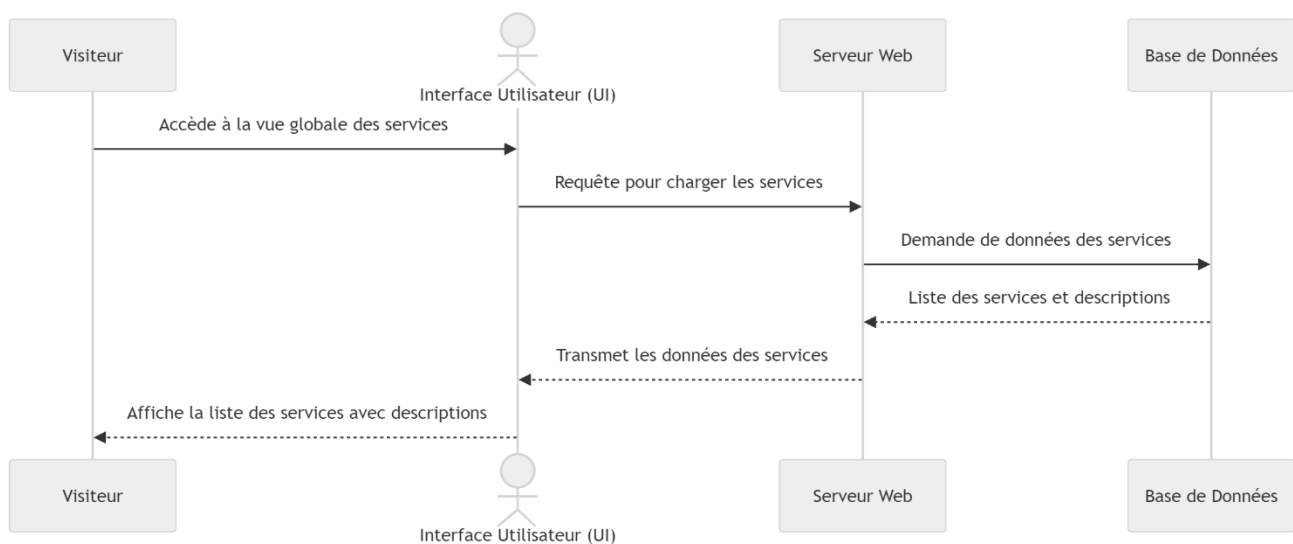 Visiteur
Interface Utilisateur (UI)
Serveur Web
Base de Données
Accède à la vue globale des services
Requête pour charger les services
Demande de données des services
Liste des services et descriptions
Transmet les données des services
Affiche la liste des services avec descriptions
Visiteur
Interface Utilisateur (UI)
Serveur Web
Base de Données